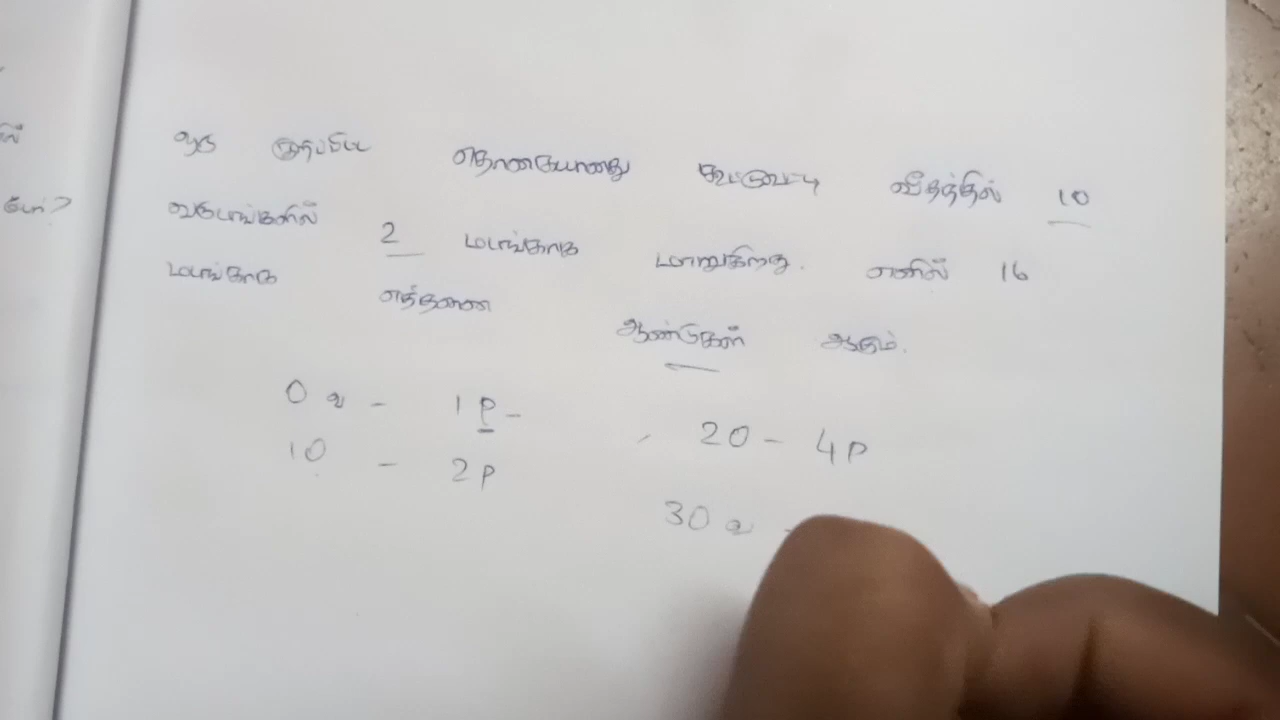 ஒரு குறிப்பிட்ட தொகையானது கூட்டுவட்டி வீதத்தில் 10
வருடங்களில் 2 மடங்காக மாறுகிறது. எனில் 16
மடங்காக எத்தனை ஆண்டுகள் ஆகும்.
0 வ - 1 P -
10 - 2P
20 - 4P
30 வ -